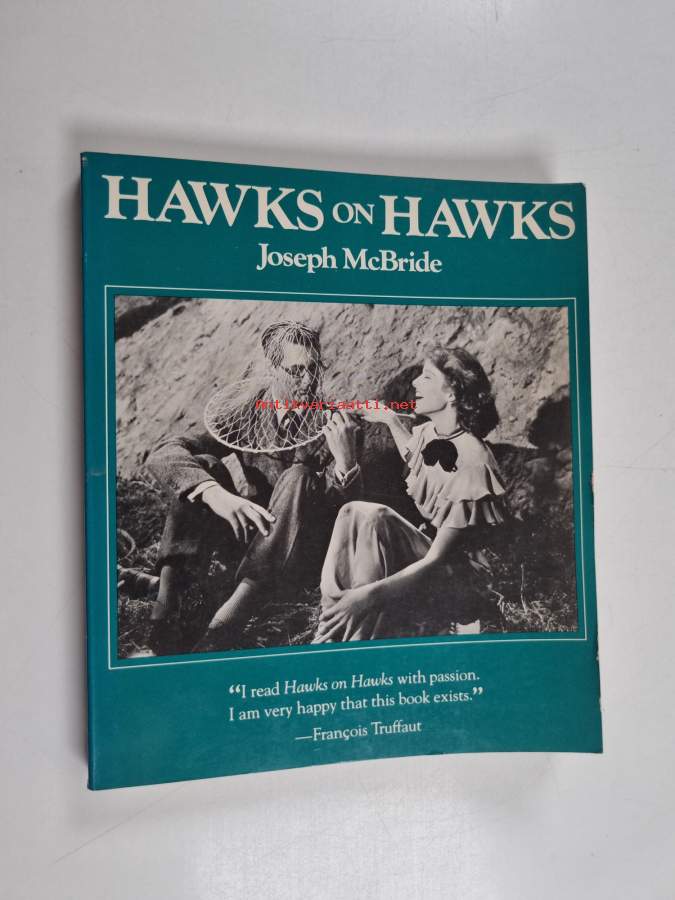 HAWKS ON HAWKS
Joseph McBride
Antikvariaatti.net
“I read Hawks on Hawks with passion.
I am very happy that this book exists.”
—François Truffaut